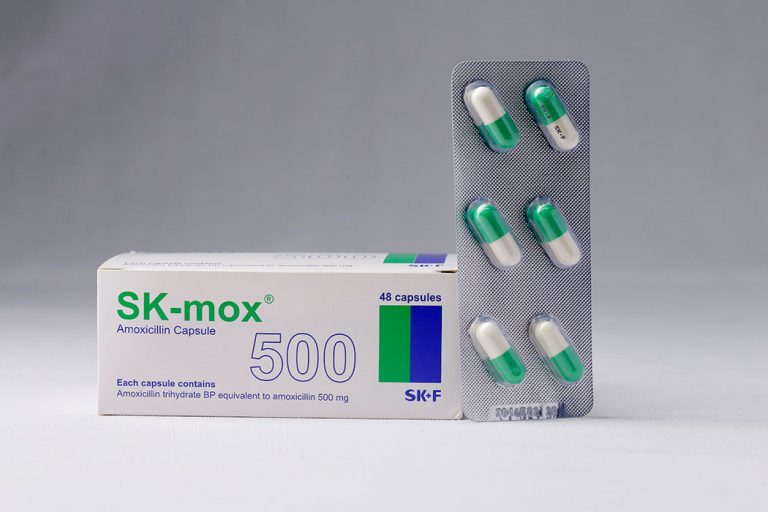 SK-mox®
Amoxicillin Capsule
500
48 capsules
Each capsule contains
Amoxicillin trihydrate BP equivalent to amoxicillin 500 mg
SK+F
SK+F
SK+F